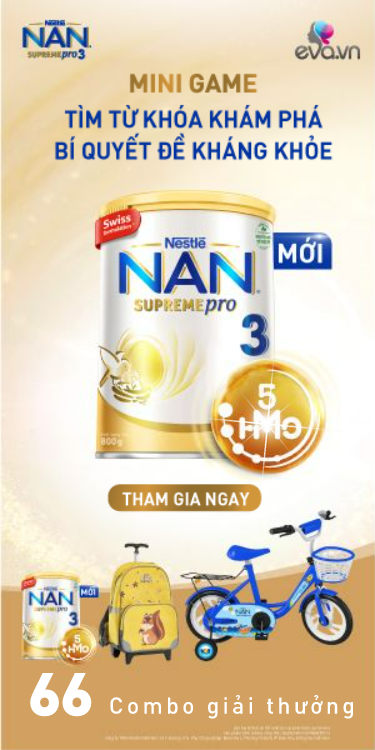 Nestlé
NAN
SUPREMEpro3
eva.vn
MINI GAME
TÌM TỪ KHÓA KHÁM PHÁ
BÍ QUYẾT ĐỀ KHÁNG KHỎE
Swiss
Nestlé
NAN
SUPREMEpro
3
MỚI
800g
5
HMO
THAM GIA NGAY
NAN
SUPREMEpro
3
MỚI
5
HMO
NAN
66 Combo giải thưởng